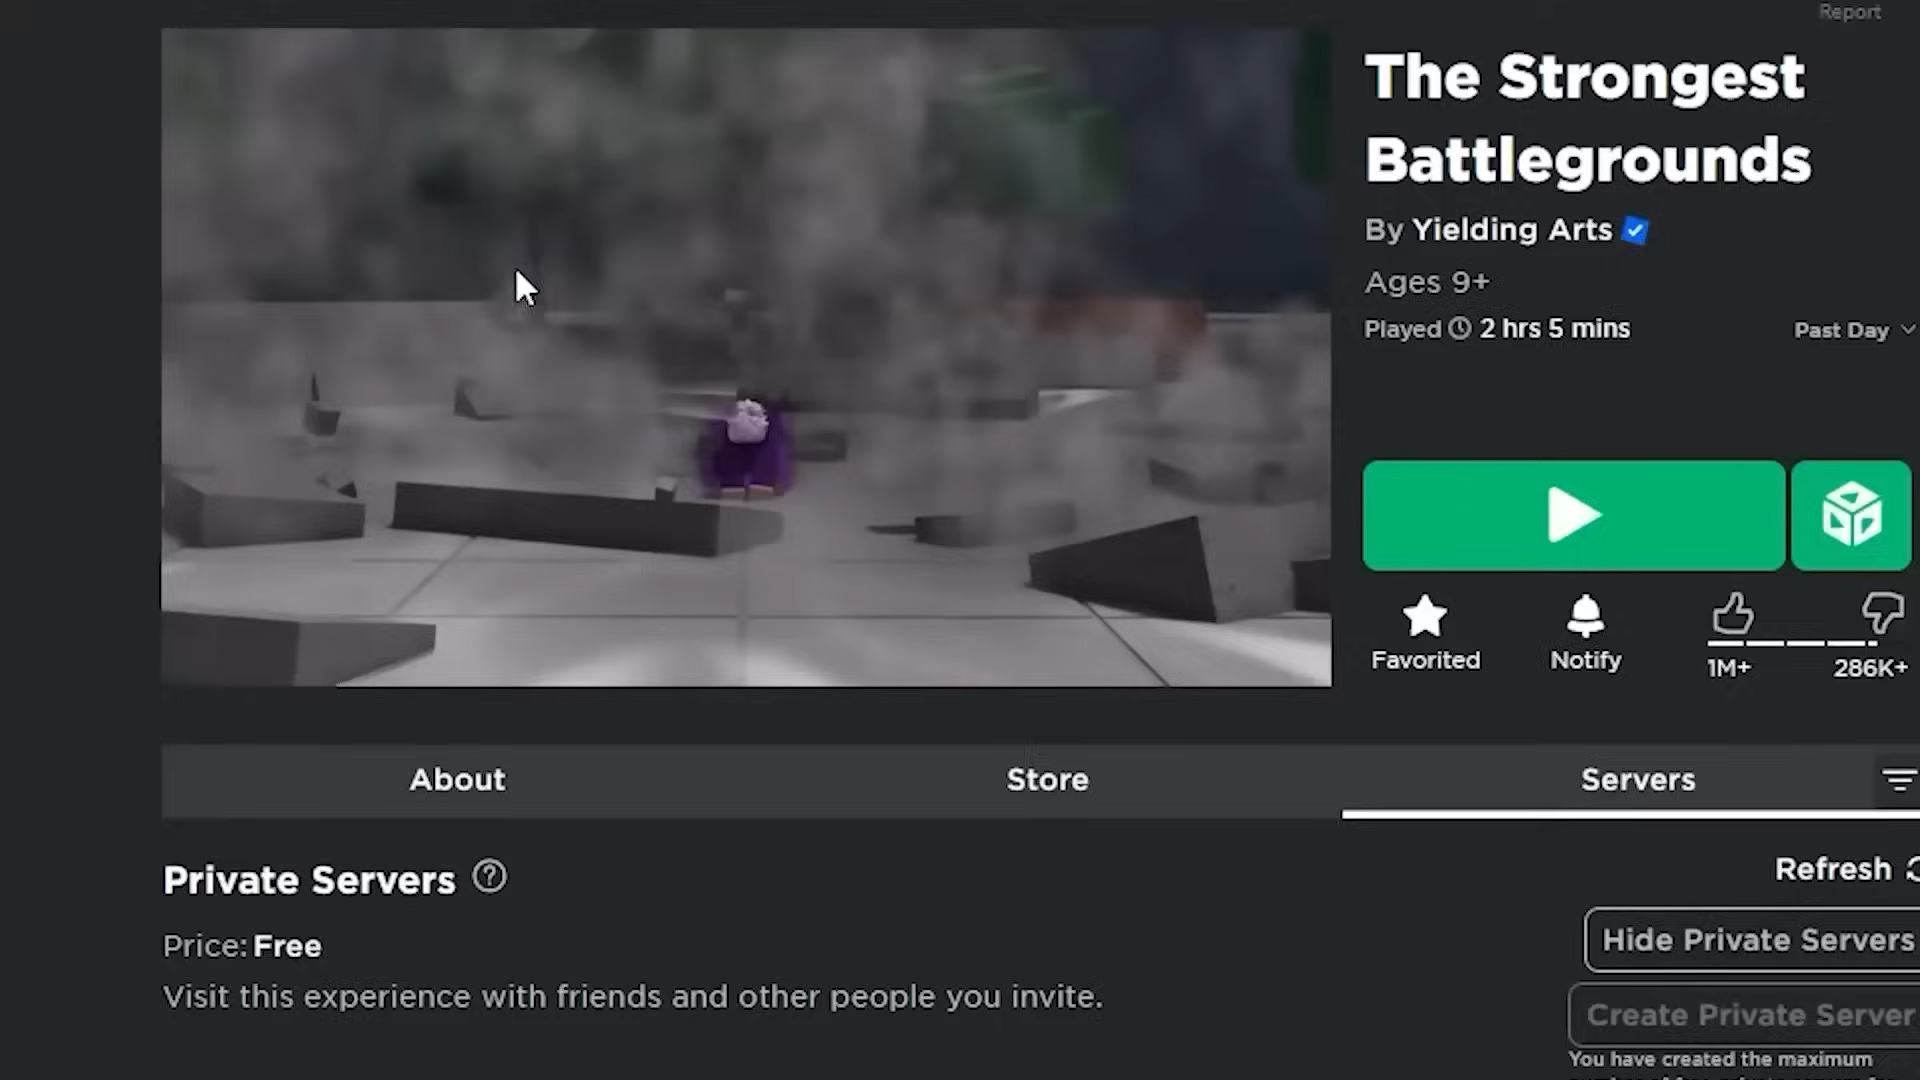 Report
The Strongest
Battlegrounds
By Yielding Arts
Ages 9+
Played 2 hrs 5 mins
Past Day
Favorited
Notify
1M+
286K+
About
Store
Servers
Private Servers
Refresh
Price: Free
Hide Private Servers
Visit this experience with friends and other people you invite.
Create Private Server
You have created the maximum